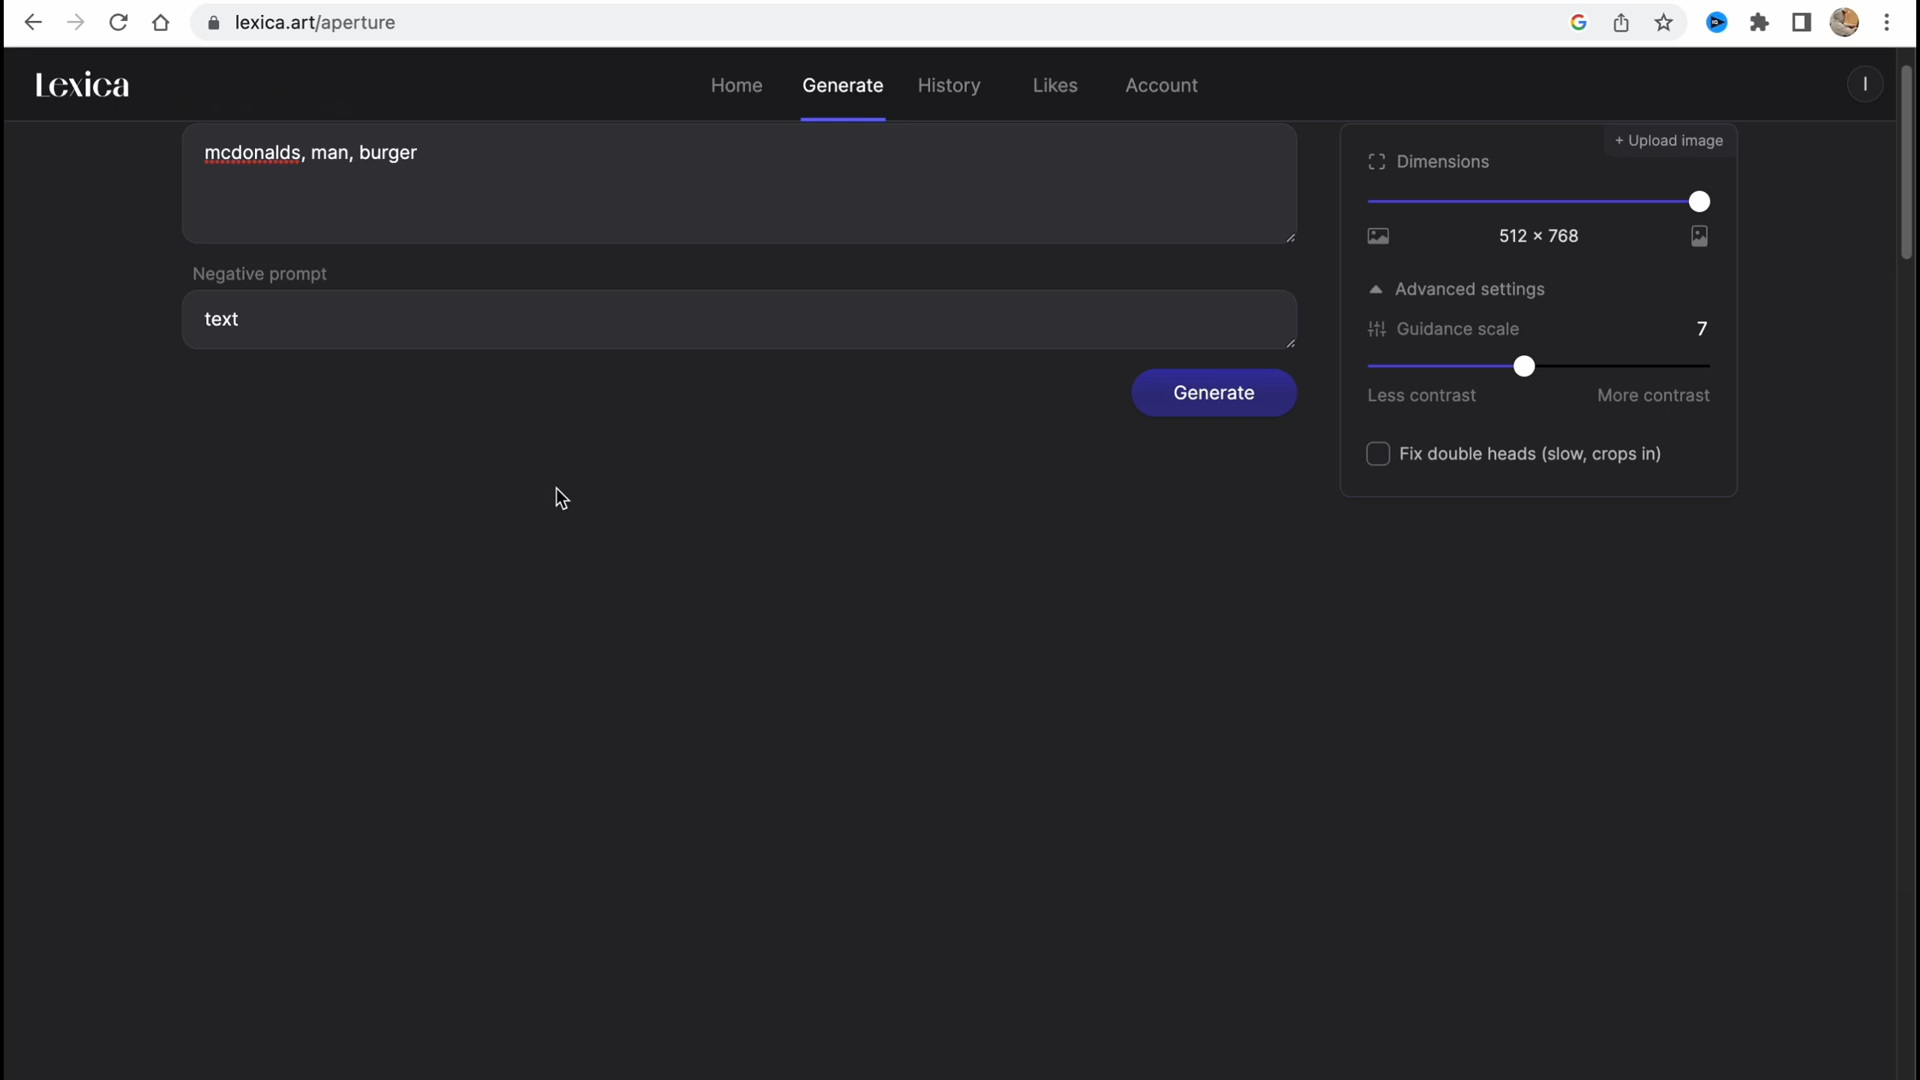 lexica.art/aperture
Lexica
Home Generate History Likes Account
I
mcdonalds, man, burger
+ Upload image
Dimensions
512 × 768
Negative prompt
Advanced settings
text
Guidance scale 7
Generate
Less contrast More contrast
Fix double heads (slow, crops in)